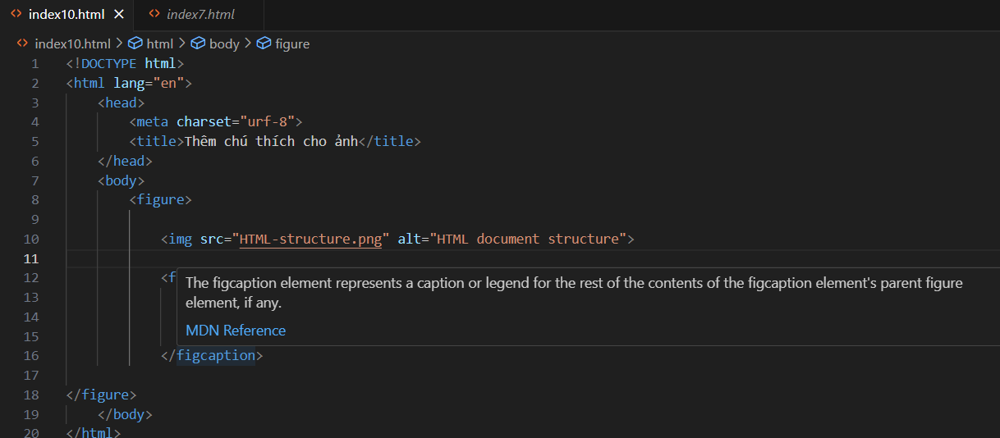 index10.html index7.html
index10.html html body figure
1 <!DOCTYPE html>
2 <html lang="en">
3 <head>
4 <meta charset="urf-8">
5 <title>Thêm chú thích cho ảnh</title>
6 </head>
7 <body>
8 <figure>
9
10 <img src="HTML-structure.png" alt="HTML document structure">
11
12 <f
The figcaption element represents a caption or legend for the rest of the contents of the figcaption element's parent figure
13
element, if any.
14
MDN Reference
15
16 </figcaption>
17
18 </figure>
19 </body>
20 </html>